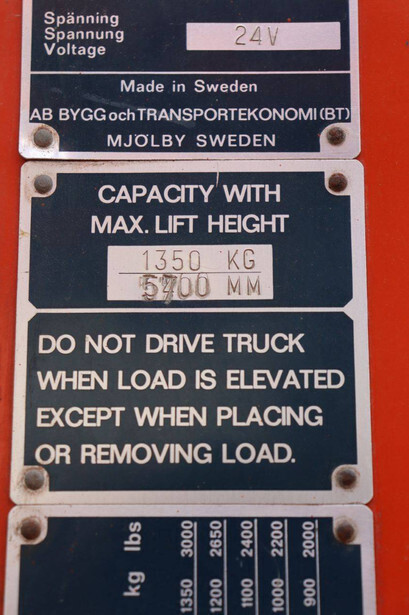 Spänning
Spannung
Voltage
24V
Made in Sweden
AB BYGG och TRANSPORTEKONOMI (BT)
MJÖLBY SWEDEN
CAPACITY WITH
MAX. LIFT HEIGHT
1350 KG
MM
DO NOT DRIVE TRUCK
WHEN LOAD IS ELEVATED
EXCEPT WHEN PLACING
OR REMOVING LOAD.
kg lbs
1350 3000
1200 2650
1100 2400
1000 2200
900 2000